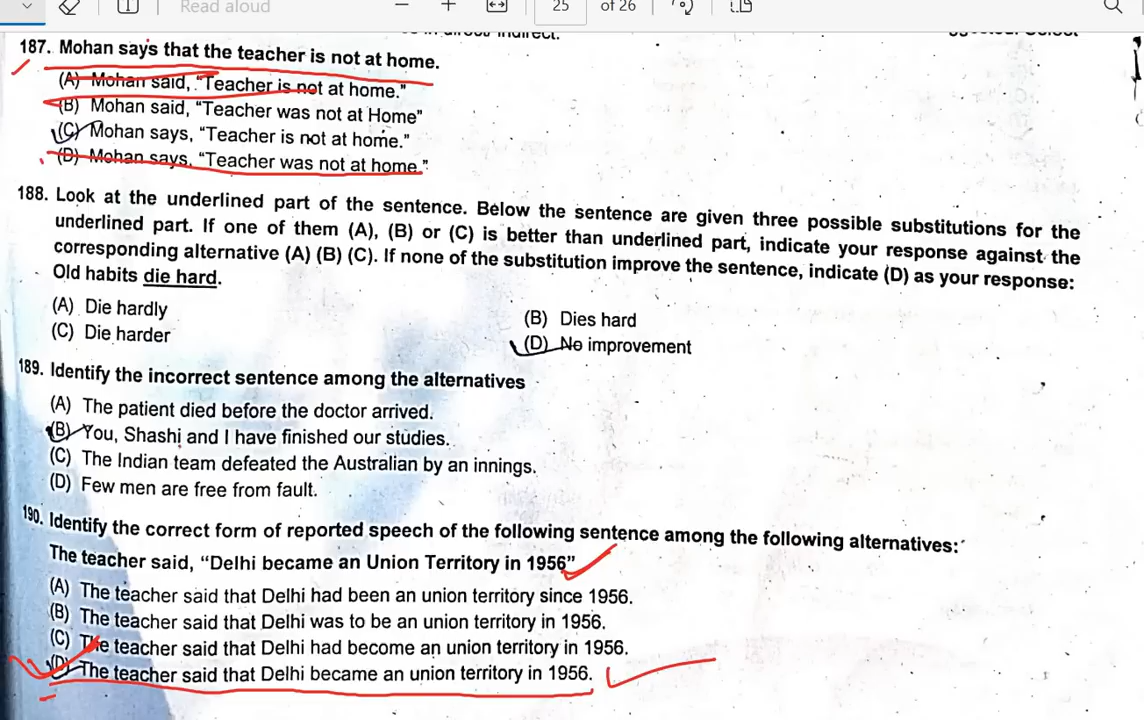 Read aloud
25 of 26
187. Mohan says that the teacher is not at home.
(A) Mohan said, "Teacher is not at home."
(B) Mohan said, "Teacher was not at Home"
(C) Mohan says, "Teacher is not at home."
(D) Mohan says, "Teacher was not at home."
188. Look at the underlined part of the sentence. Below the sentence are given three possible substitutions for the
underlined part. If one of them (A), (B) or (C) is better than underlined part, indicate your response against the
corresponding alternative (A) (B) (C). If none of the substitution improve the sentence, indicate (D) as your response:
Old habits die hard.
(A) Die hardly
(B) Dies hard
(C) Die harder
(D) No improvement
189. Identify the incorrect sentence among the alternatives
(A) The patient died before the doctor arrived.
(B) You, Shashi and I have finished our studies.
(C) The Indian team defeated the Australian by an innings.
(D) Few men are free from fault.
190. Identify the correct form of reported speech of the following sentence among the following alternatives:
The teacher said, "Delhi became an Union Territory in 1956"
(A) The teacher said that Delhi had been an union territory since 1956.
(B) The teacher said that Delhi was to be an union territory in 1956.
(C) The teacher said that Delhi had become an union territory in 1956.
(D) The teacher said that Delhi became an union territory in 1956.